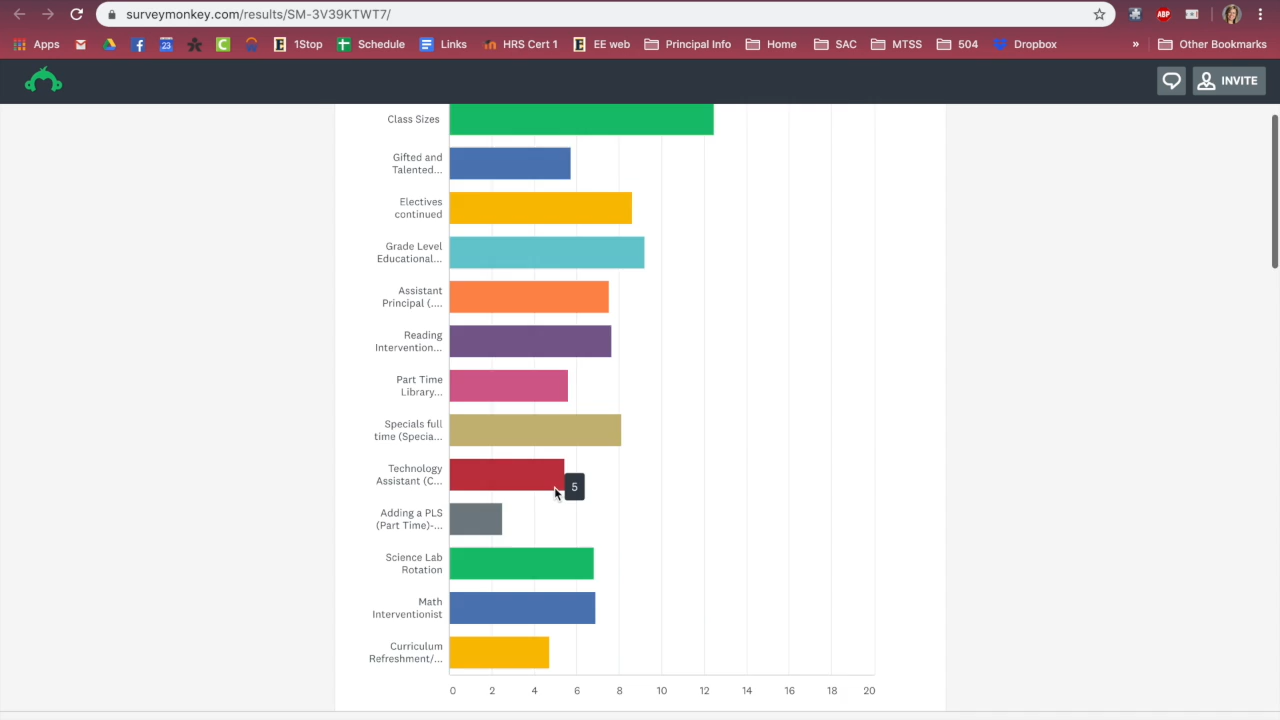 surveymonkey.com/results/SM-3V39KTWT7/
ABP
Apps
23
1Stop
Schedule
Links
HRS Cert 1
EE web
Principal Info
Home
SAC
MTSS
504
Dropbox
»
Other Bookmarks
INVITE
Class Sizes
Gifted and
Talented...
Electives
continued
Grade Level
Educational...
Assistant
Principal (....
Reading
Intervention...
Part Time
Library...
Specials full
time (Specia...
Technology
Assistant (C...
5
Adding a PLS
(Part Time)-...
Science Lab
Rotation
Math
Interventionist
Curriculum
Refreshment/...
0 2 4 6 8 10 12 14 16 18 20